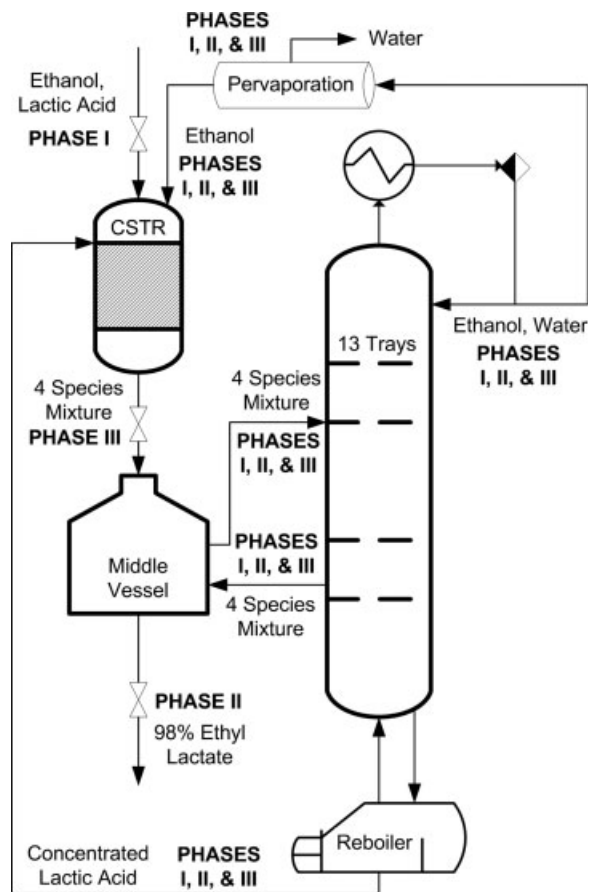 PHASES
I, II, & III
Water
Pervaporation
Ethanol,
Lactic Acid
PHASE I
Ethanol
PHASES
I, II, & III
CSTR
Ethanol, Water
PHASES
I, II, & III
13 Trays
4 Species
Mixture
PHASES
I, II, & III
4 Species
Mixture
PHASE III
PHASES
I, II, & III
4 Species
Mixture
Middle
Vessel
PHASE II
98% Ethyl
Lactate
Reboiler
Concentrated
Lactic Acid
PHASES
I, II, & III